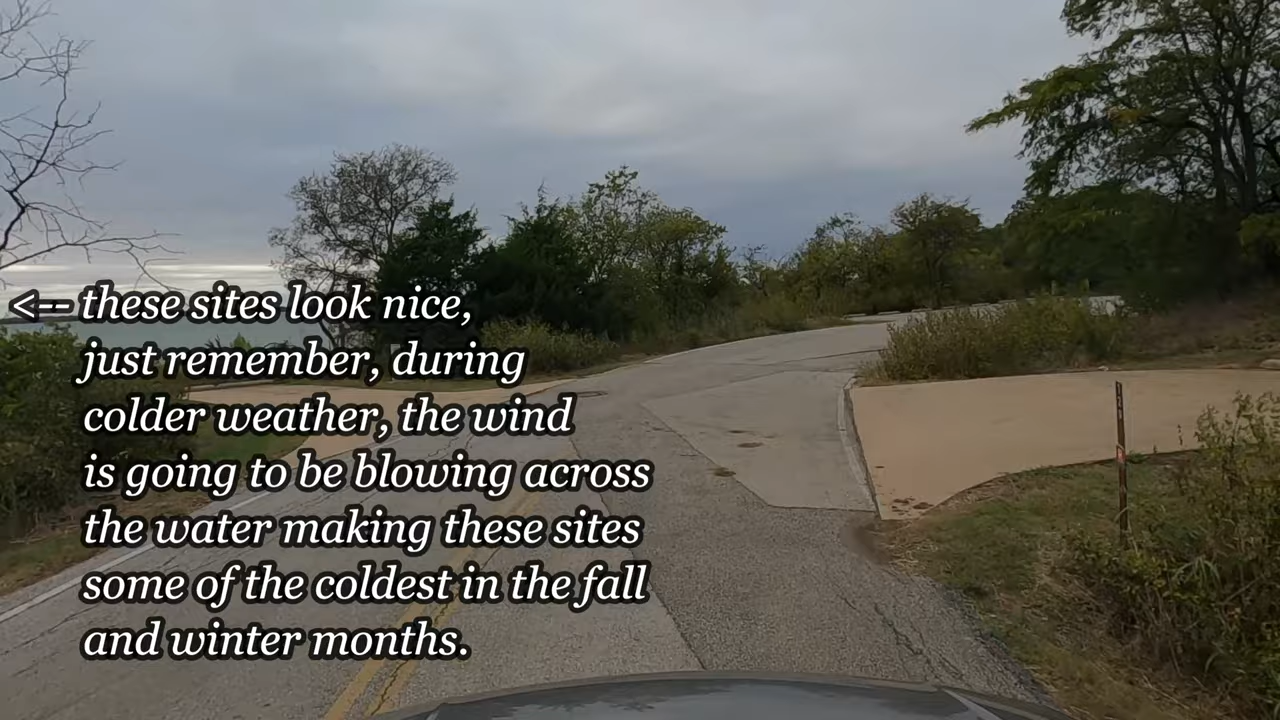 <-- these sites look nice,
just remember, during
colder weather, the wind
is going to be blowing across
the water making these sites
some of the coldest in the fall
and winter months.